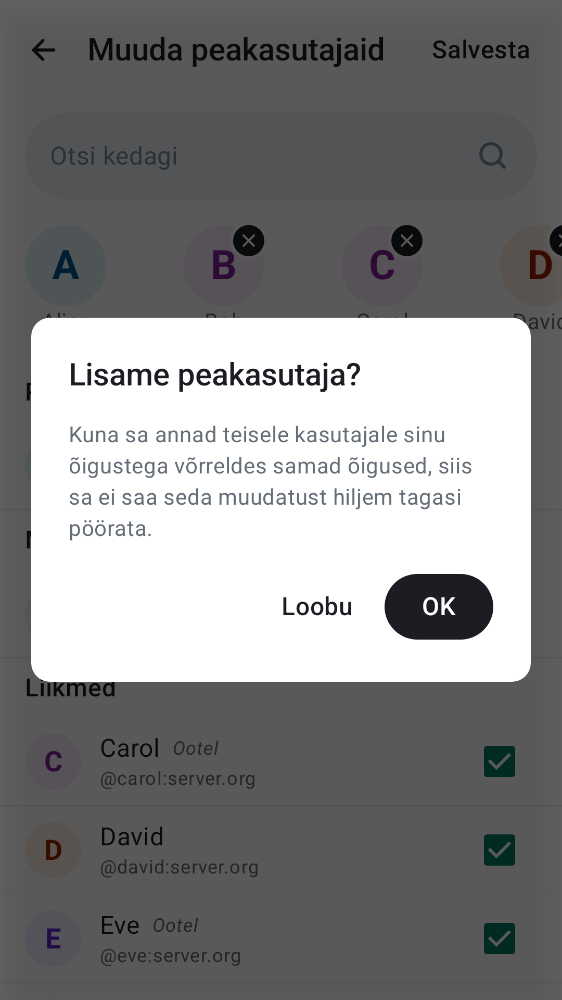 Muuda peakasutajaid
Salvesta
Otsi kedagi
A
B
C
D
Lisame peakasutaja?
Kuna sa annad teisele kasutajale sinu
õigustega võrreldes samad õigused, siis
sa ei saa seda muudatust hiljem tagasi
pöörata.
Loobu
OK
Liikmed
C
Carol Ootel
@carol:server.org
D
David
@david:server.org
E
Eve Ootel
@eve:server.org